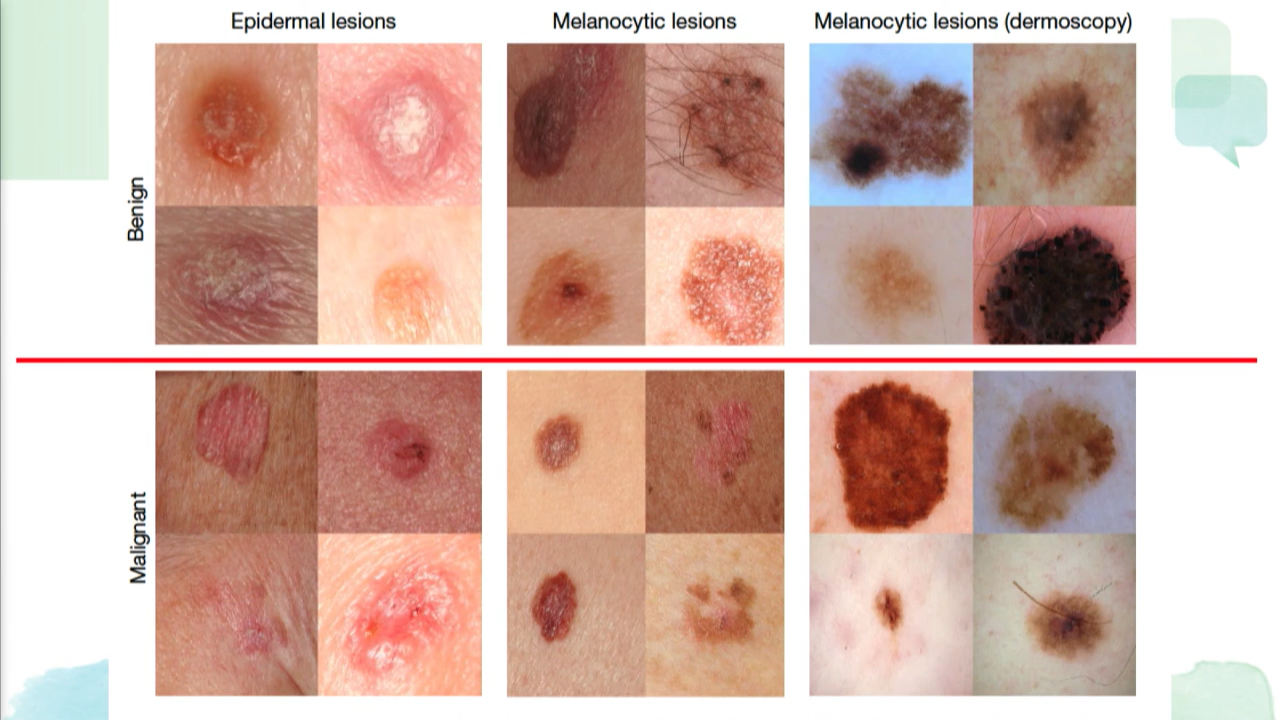 Epidermal lesions
Melanocytic lesions
Melanocytic lesions (dermoscopy)
Benign
Malignant